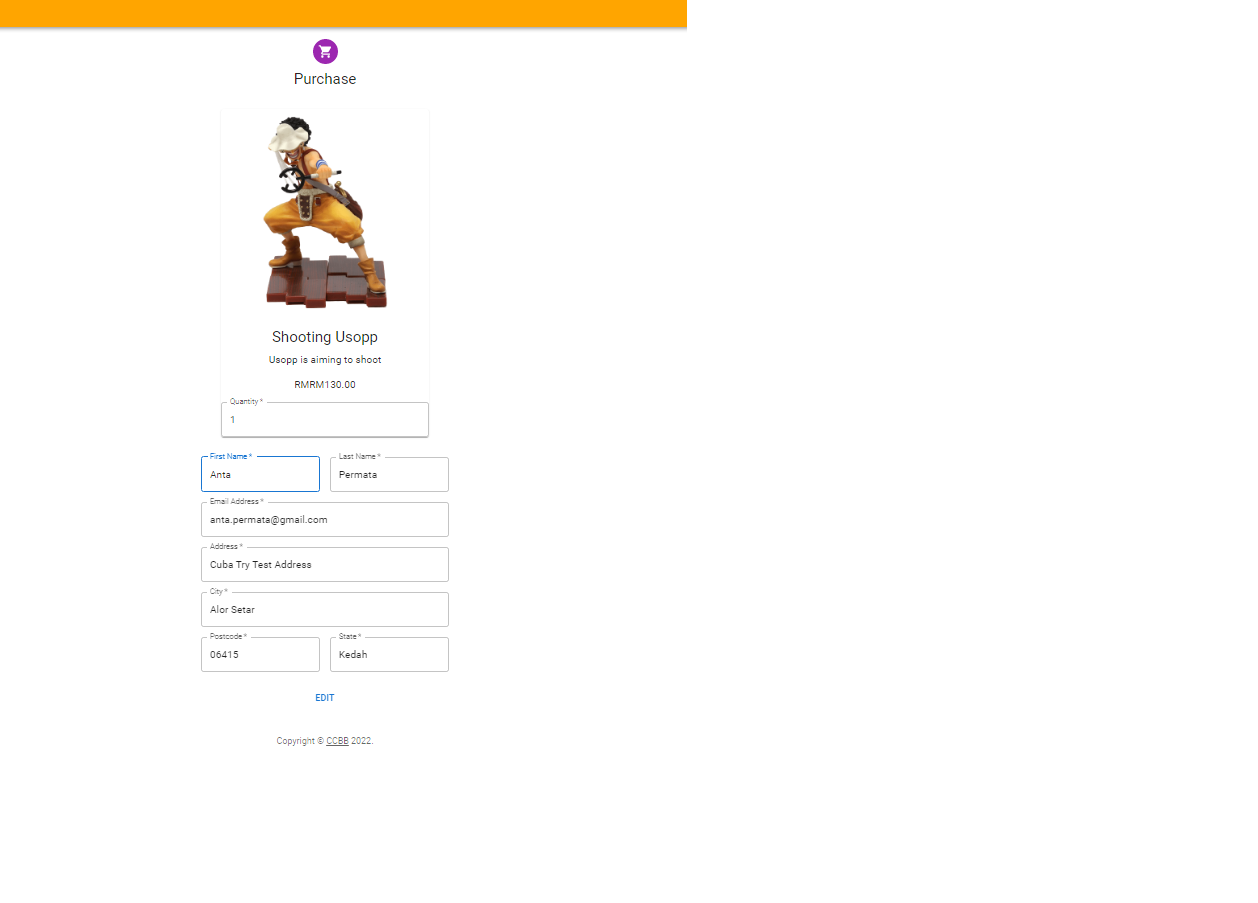 Purchase
Shooting Usopp
Usopp is aiming to shoot
RMRM130.00
Quantity *
1
First Name *
Last Name *
Anta
Permata
Email Address *
anta.permata@gmail.com
Address *
Cuba Try Test Address
City *
Alor Setar
Postcode *
State *
06415
Kedah
EDIT
Copyright © CCBB 2022.